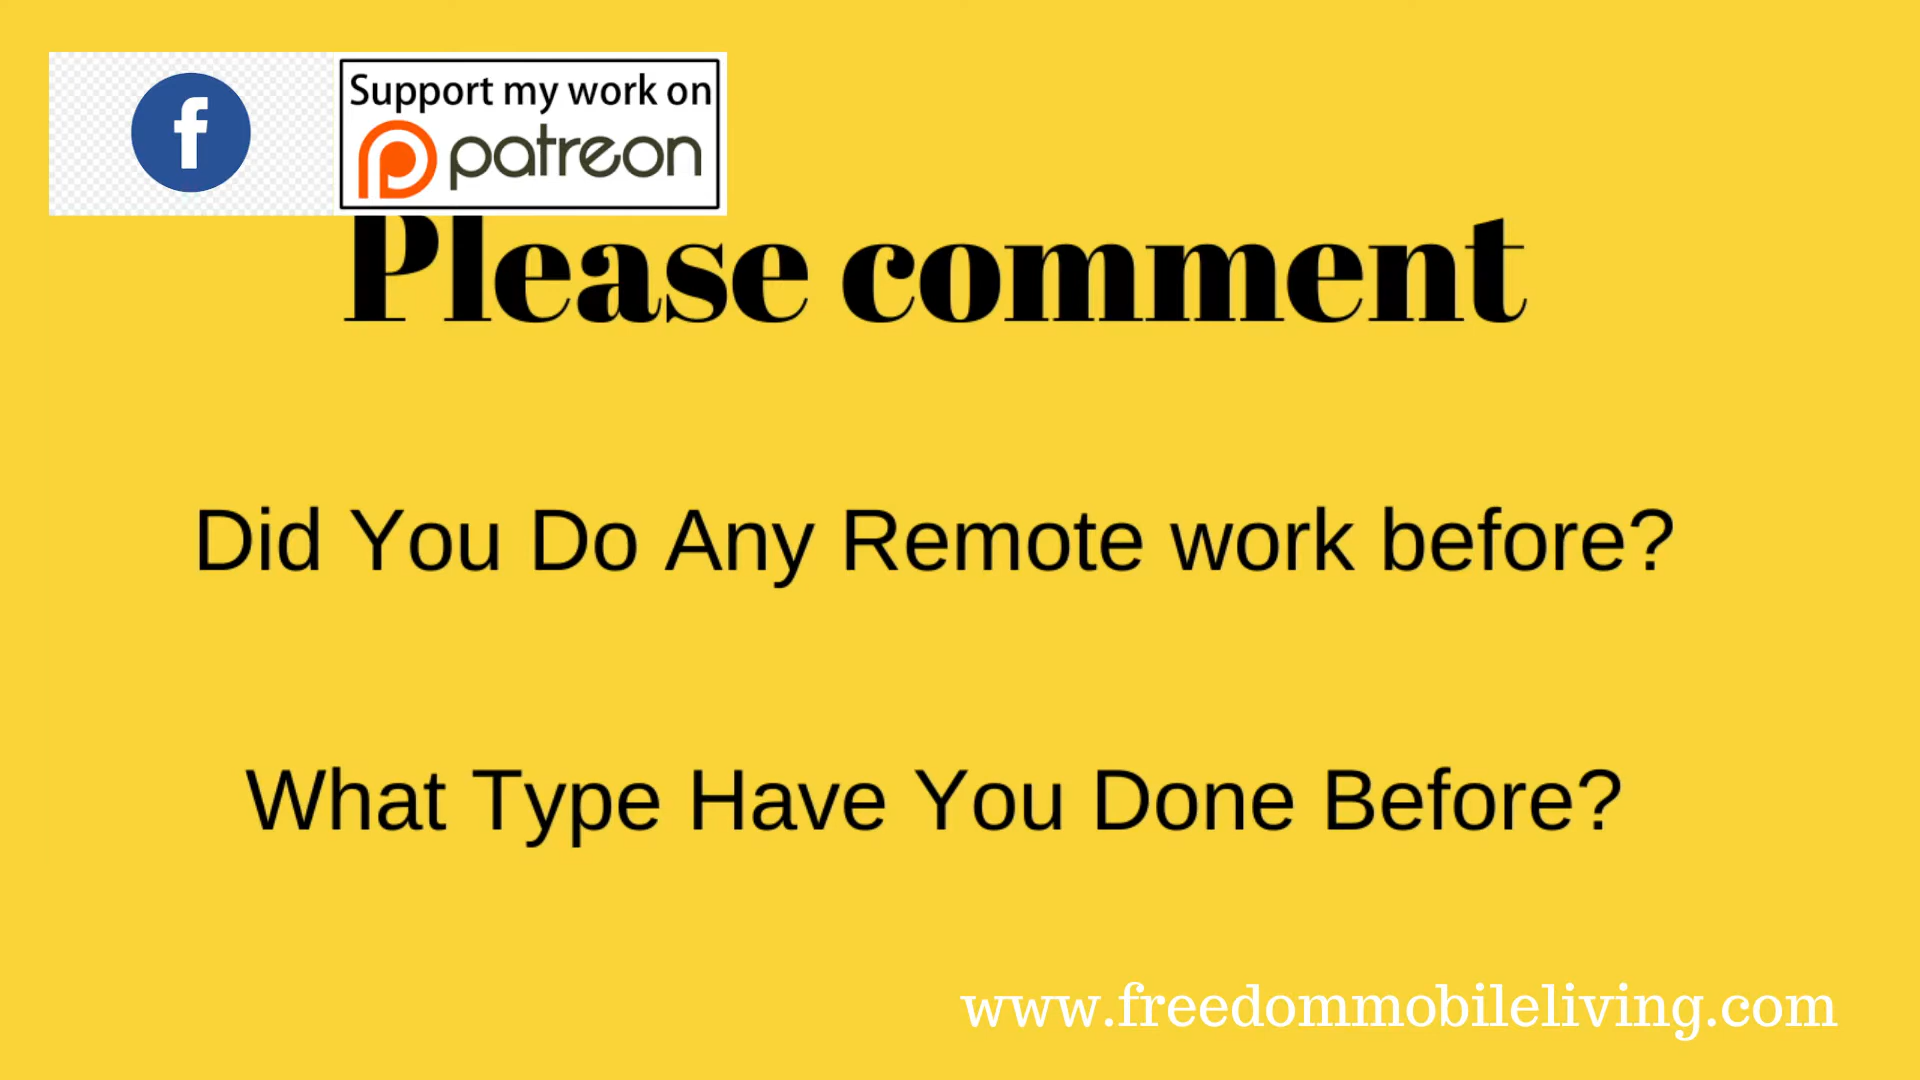 f
Support my work on
patreon
Please comment
Did You Do Any Remote work before?
What Type Have You Done Before?
www.freedommobileliving.com